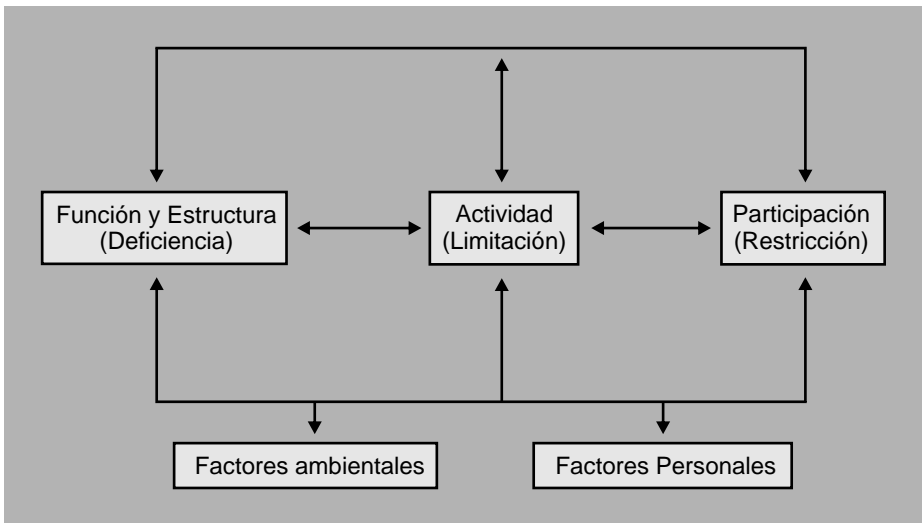 Función y Estructura
(Deficiencia)
Actividad
(Limitación)
Participación
(Restricción)
Factores ambientales
Factores Personales